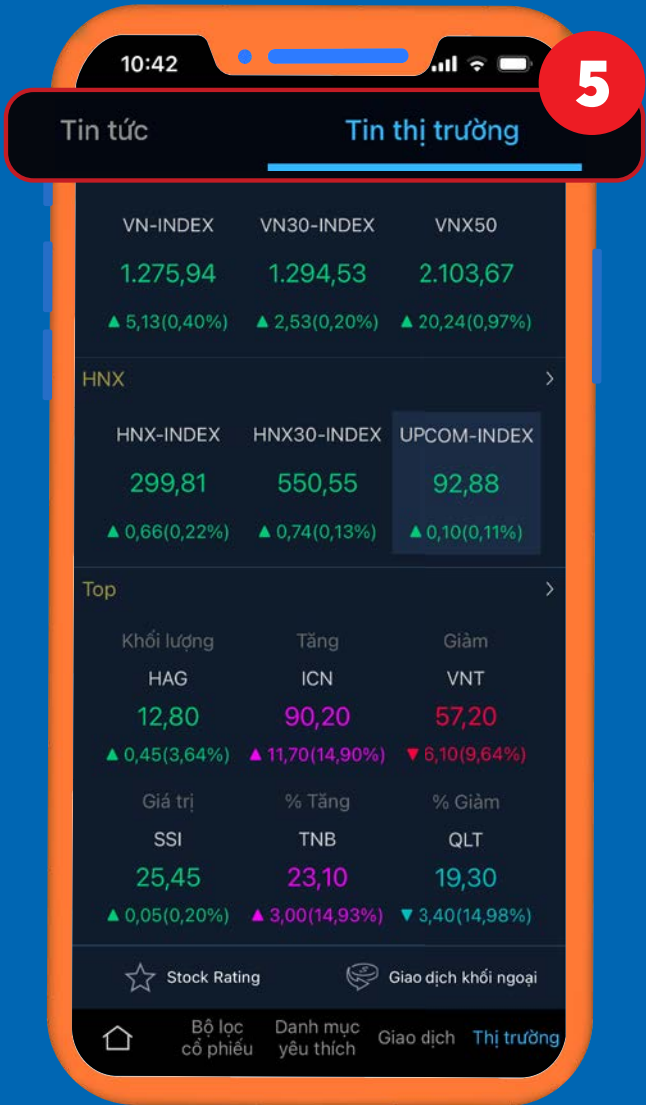 10:42
5
Tin tức Tin thị trường
VN-INDEX VN30-INDEX VNX50
1.275,94 1.294,53 2.103,67
▲ 5,13(0,40%) ▲ 2,53(0,20%) ▲ 20,24(0,97%)
HNX >
HNX-INDEX HNX30-INDEX UPCOM-INDEX
299,81 550,55 92,88
▲ 0,66(0,22%) ▲ 0,74(0,13%) ▲ 0,10(0,11%)
Top >
Khối lượng Tăng Giảm
HAG ICN VNT
12,80 90,20 57,20
▲ 0,45(3,64%) ▲ 11,70(14,90%) ▼ 6,10(9,64%)
Giá trị % Tăng % Giảm
SSI TNB QLT
25,45 23,10 19,30
▲ 0,05(0,20%) ▲ 3,00(14,93%) ▼ 3,40(14,98%)
Stock Rating Giao dịch khối ngoại
Bộ lọc Danh mục Giao dịch Thị trường
cổ phiếu yêu thích